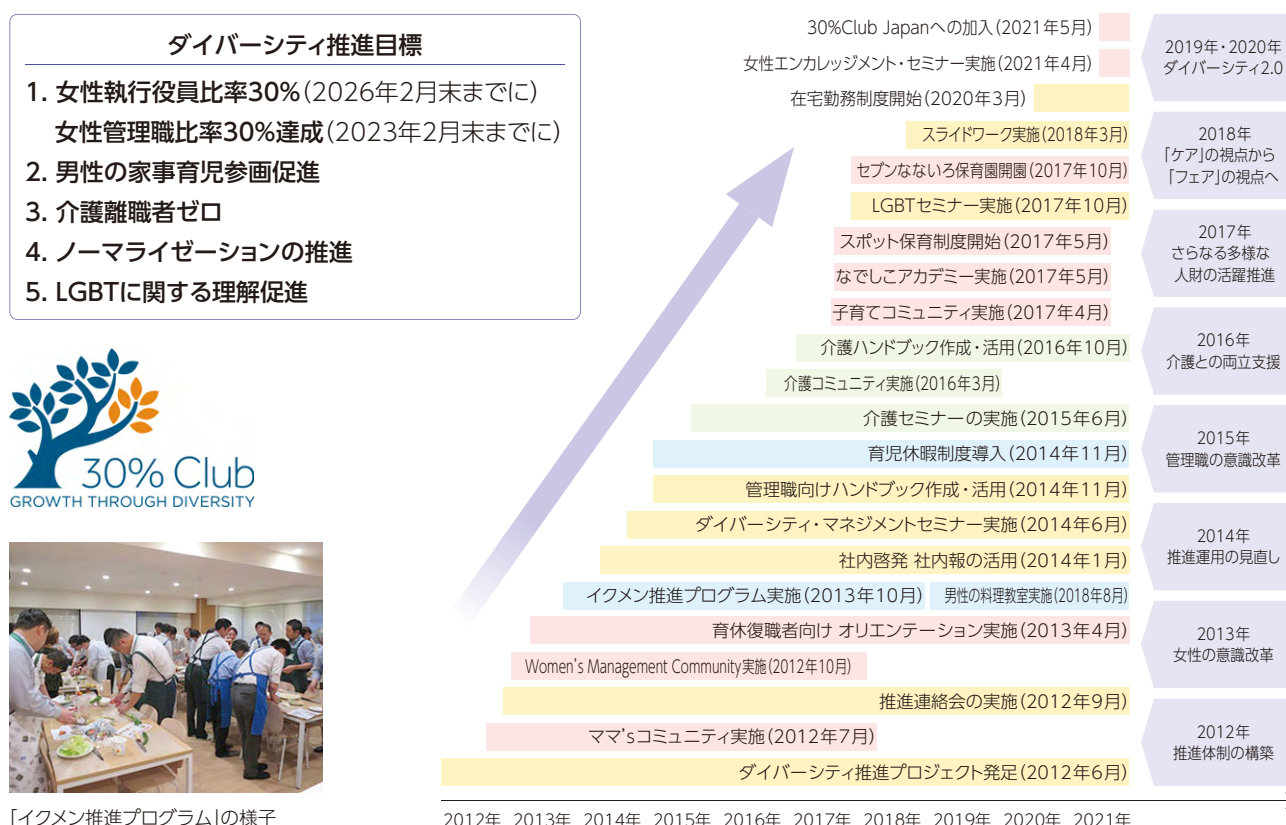 ダイバーシティ推進目標
1. 女性執行役員比率30%(2026年2月末までに)
女性管理職比率30%達成(2023年2月末までに)
2. 男性の家事育児参画促進
3. 介護離職者ゼロ
4. ノーマライゼーションの推進
5. LGBTに関する理解促進
30% Club
GROWTH THROUGH DIVERSITY
「イクメン推進プログラム」の様子
30%Club Japanへの加入(2021年5月)
女性エンカレッジメント・セミナー実施(2021年4月)
在宅勤務制度開始(2020年3月)
スライドワーク実施(2018年3月)
セブンなないろ保育園開園(2017年10月)
LGBTセミナー実施(2017年10月)
スポット保育制度開始(2017年5月)
なでしこアカデミー実施(2017年5月)
子育てコミュニティ実施(2017年4月)
介護ハンドブック作成・活用(2016年10月)
介護コミュニティ実施(2016年3月)
介護セミナーの実施(2015年6月)
育児休暇制度導入(2014年11月)
管理職向けハンドブック作成・活用(2014年11月)
ダイバーシティ・マネジメントセミナー実施(2014年6月)
社内啓発 社内報の活用(2014年1月)
イクメン推進プログラム実施(2013年10月) 男性の料理教室実施(2018年8月)
育休復職者向け オリエンテーション実施(2013年4月)
Women's Management Community実施(2012年10月)
推進連絡会の実施(2012年9月)
ママ'sコミュニティ実施(2012年7月)
ダイバーシティ推進プロジェクト発足(2012年6月)
2012年 2013年 2014年 2015年 2016年 2017年 2018年 2019年 2020年 2021年
2019年・2020年
ダイバーシティ2.0
2018年
「ケア」の視点から
「フェア」の視点へ
2017年
さらなる多様な
人財の活躍推進
2016年
介護との両立支援
2015年
管理職の意識改革
2014年
推進運用の見直し
2013年
女性の意識改革
2012年
推進体制の構築